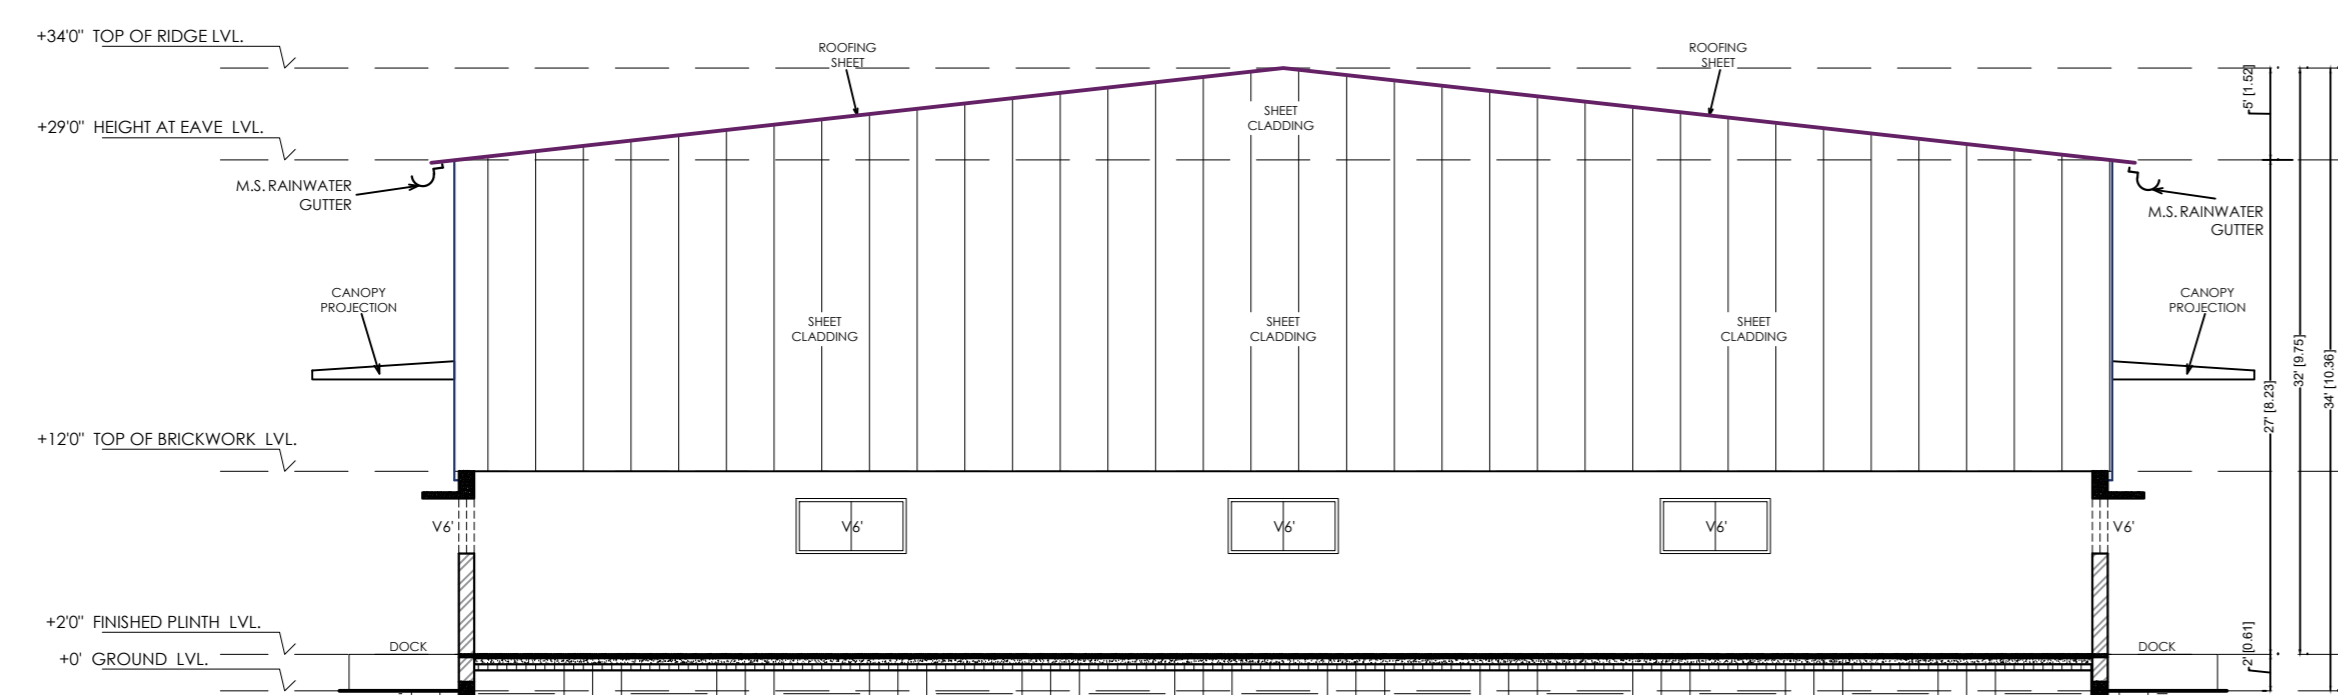 +34'0" TOP OF RIDGE LVL.
ROOFING
SHEET
ROOFING
SHEET
5' [1.52]
+29'0" HEIGHT AT EAVE LVL.
SHEET
CLADDING
M.S. RAINWATER
GUTTER
M.S. RAINWATER
GUTTER
CANOPY
PROJECTION
SHEET
CLADDING
SHEET
CLADDING
SHEET
CLADDING
CANOPY
PROJECTION
27' [8.23]
32' [9.75]
34' [10.36]
+12'0" TOP OF BRICKWORK LVL.
V6'
V6'
V6'
V6'
V6'
+2'0" FINISHED PLINTH LVL.
DOCK
DOCK
2' [0.61]
+0' GROUND LVL.